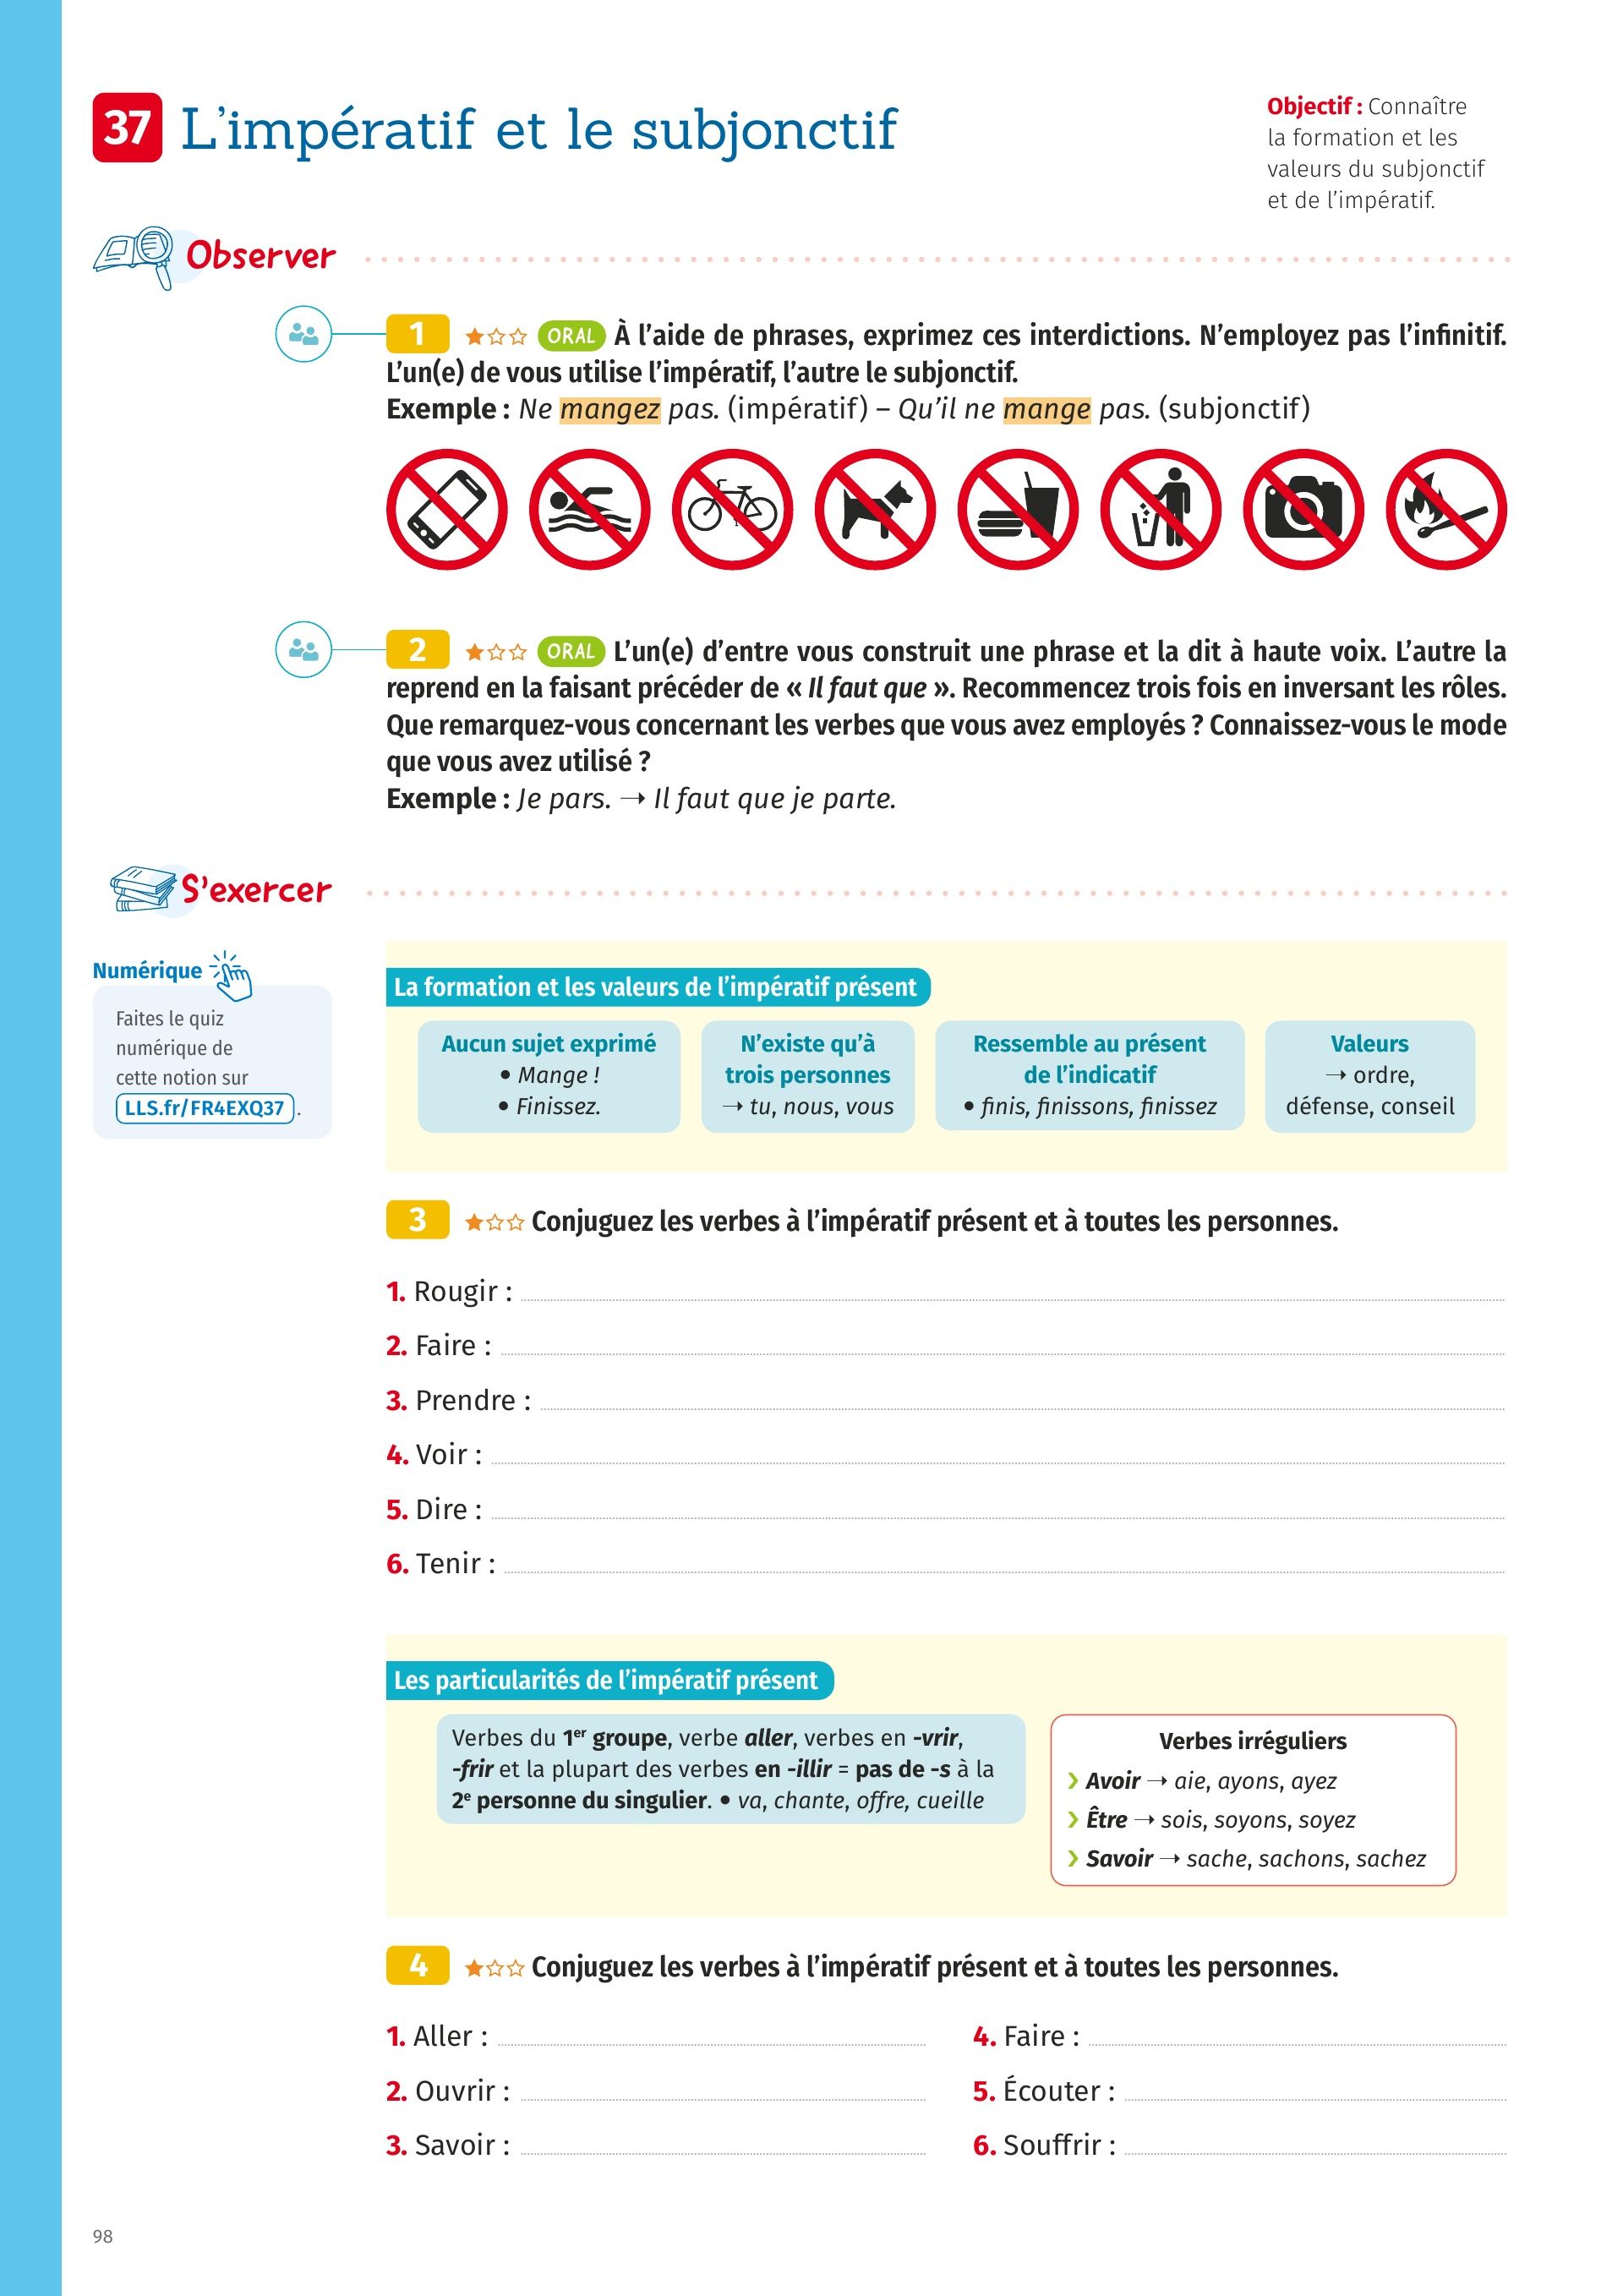 37 L'impératif et le subjonctif
Objectif : Connaître
la formation et les
valeurs du subjonctif
et de l'impératif.
Observer
1 ORAL À l'aide de phrases, exprimez ces interdictions. N'employez pas l'infinitif.
L'un(e) de vous utilise l'impératif, l'autre le subjonctif.
Exemple : Ne mangez pas. (impératif) – Qu'il ne mange pas. (subjonctif)
2 ORAL L'un(e) d'entre vous construit une phrase et la dit à haute voix. L'autre la
reprend en la faisant précéder de « Il faut que ». Recommencez trois fois en inversant les rôles.
Que remarquez-vous concernant les verbes que vous avez employés ? Connaissez-vous le mode
que vous avez utilisé ?
Exemple : Je pars. → Il faut que je parte.
S'exercer
Numérique
Faites le quiz
numérique de
cette notion sur
LLS.fr/FR4EXQ37 .
La formation et les valeurs de l'impératif présent
Aucun sujet exprimé
• Mange !
• Finissez.
N'existe qu'à
trois personnes
→ tu, nous, vous
Ressemble au présent
de l'indicatif
• finis, finissons, finissez
Valeurs
→ ordre,
défense, conseil
3 Conjuguez les verbes à l'impératif présent et à toutes les personnes.
1. Rougir :
2. Faire :
3. Prendre :
4. Voir :
5. Dire :
6. Tenir :
Les particularités de l'impératif présent
Verbes du 1er groupe, verbe aller, verbes en -vrir,
-frir et la plupart des verbes en -illir = pas de -s à la
2e personne du singulier. • va, chante, offre, cueille
Verbes irréguliers
› Avoir → aie, ayons, ayez
› Être → sois, soyons, soyez
› Savoir → sache, sachons, sachez
4 Conjuguez les verbes à l'impératif présent et à toutes les personnes.
1. Aller :
2. Ouvrir :
3. Savoir :
4. Faire :
5. Écouter :
6. Souffrir :
98